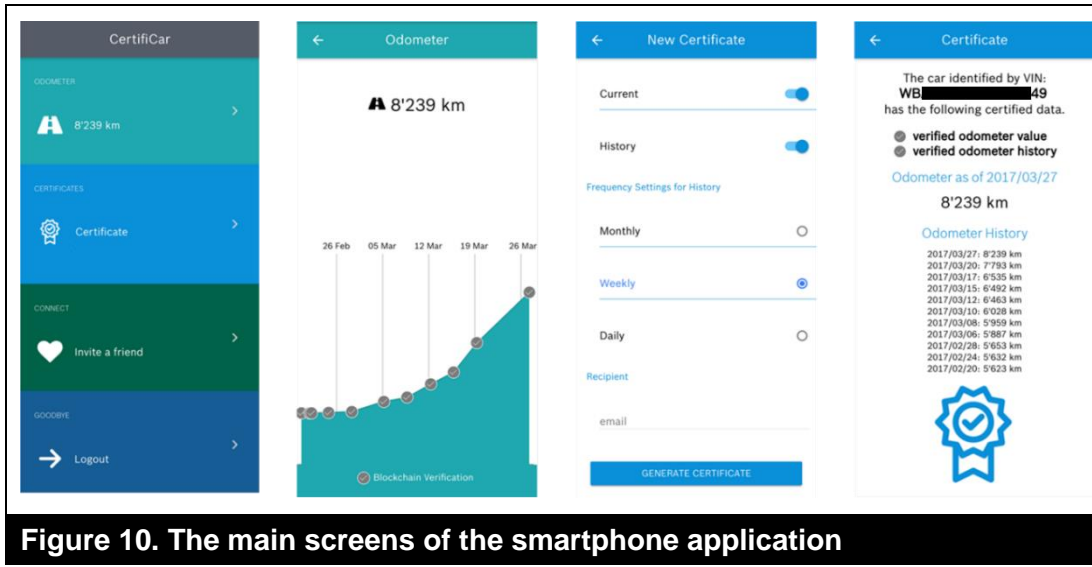 CertifiCar
ODOMETER
8'239 km
CERTIFICATES
Certificate
CONNECT
Invite a friend
GOODBYE
Logout
Odometer
8'239 km
26 Feb 05 Mar 12 Mar 19 Mar 26 Mar
Blockchain Verification
New Certificate
Current
History
Frequency Settings for History
Monthly
Weekly
Daily
Recipient
email
GENERATE CERTIFICATE
Certificate
The car identified by VIN:
WB 49
has the following certified data.
verified odometer value
verified odometer history
Odometer as of 2017/03/27
8'239 km
Odometer History
2017/03/27: 8'239 km
2017/03/20: 7'793 km
2017/03/17: 6'535 km
2017/03/15: 6'492 km
2017/03/12: 6'463 km
2017/03/10: 6'028 km
2017/03/08: 5'959 km
2017/03/06: 5'887 km
2017/02/28: 5'653 km
2017/02/24: 5'632 km
2017/02/20: 5'623 km
Figure 10. The main screens of the smartphone application